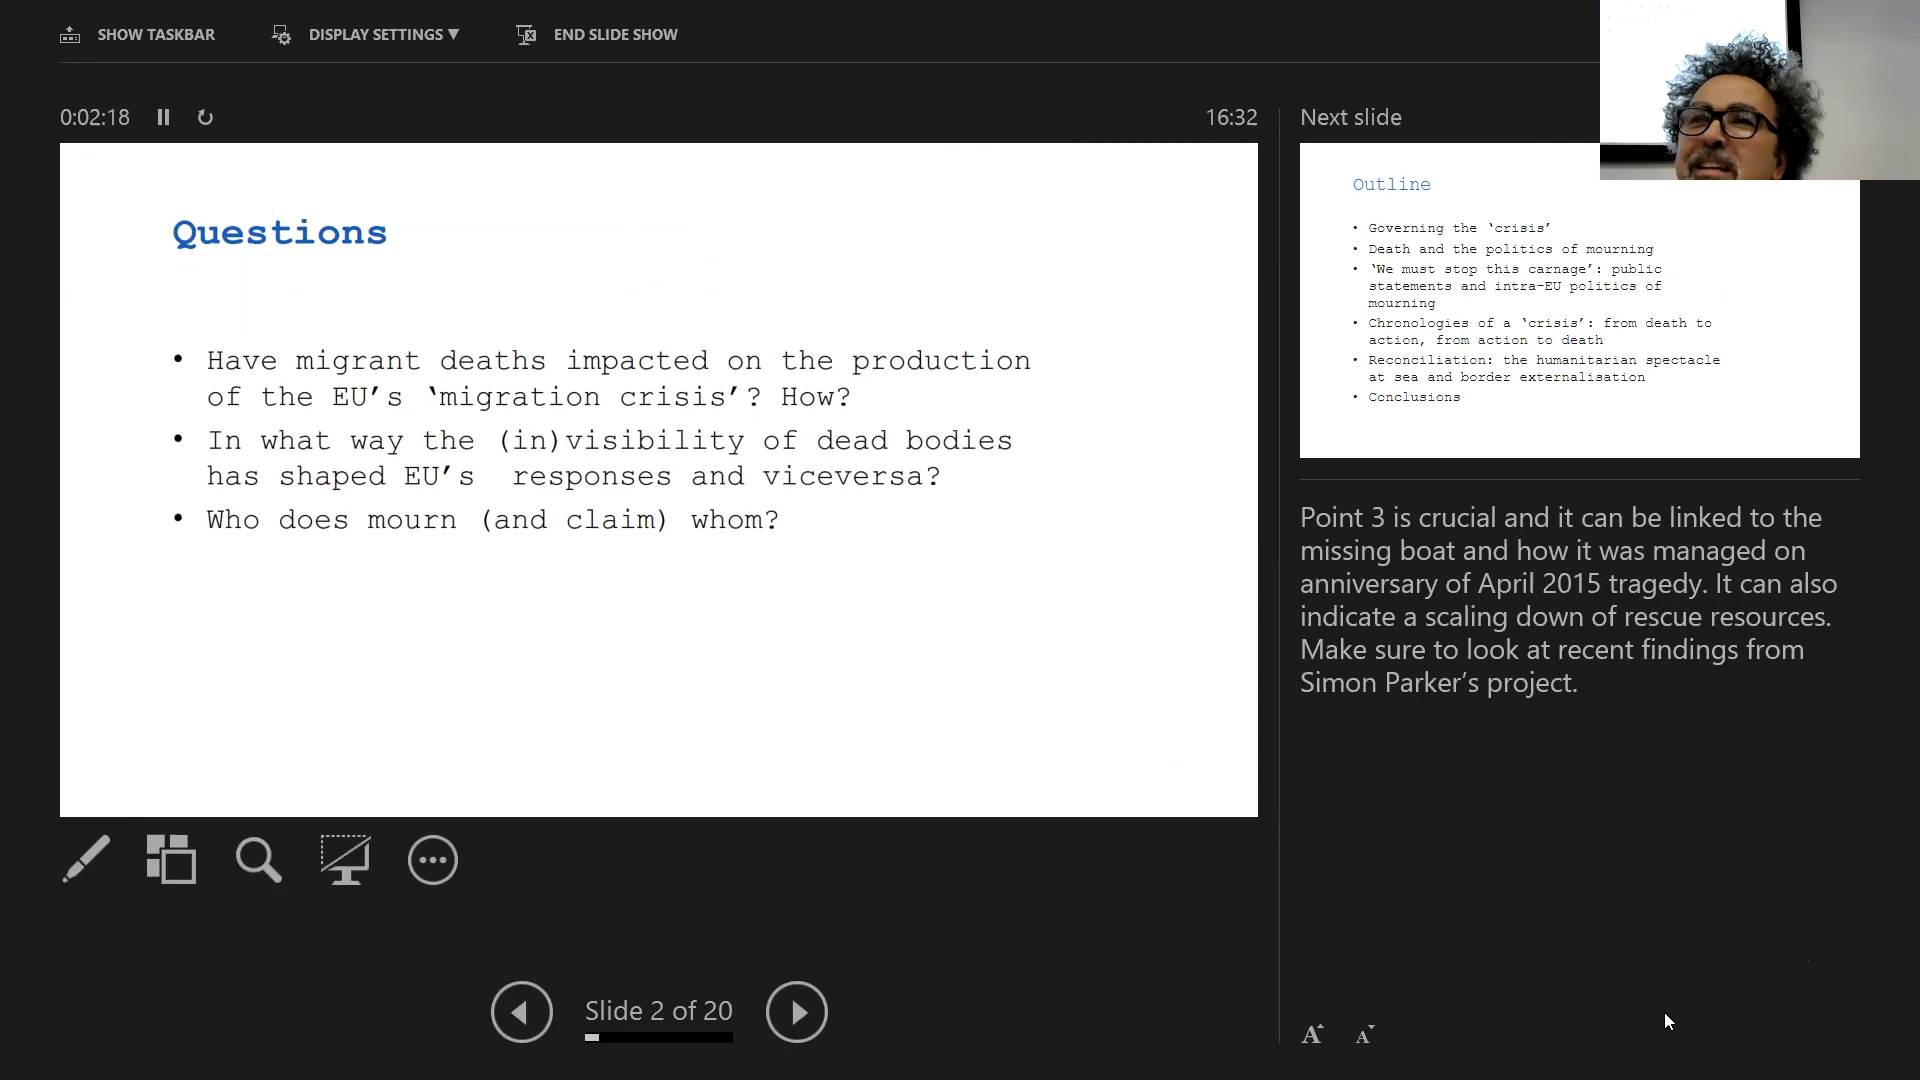 SHOW TASKBAR
DISPLAY SETTINGS ▼
END SLIDE SHOW
0:02:18
16:32
Questions
• Have migrant deaths impacted on the production
of the EU’s ‘migration crisis’? How?
• In what way the (in)visibility of dead bodies
has shaped EU’s  responses and viceversa?
• Who does mourn (and claim) whom?
Slide 2 of 20
Next slide
Outline
• Governing the ‘crisis’
• Death and the politics of mourning
• ‘We must stop this carnage’: public
statements and intra-EU politics of
mourning
• Chronologies of a ‘crisis’: from death to
action, from action to death
• Reconciliation: the humanitarian spectacle
at sea and border externalisation
• Conclusions
Point 3 is crucial and it can be linked to the
missing boat and how it was managed on
anniversary of April 2015 tragedy. It can also
indicate a scaling down of rescue resources.
Make sure to look at recent findings from
Simon Parker’s project.
A A